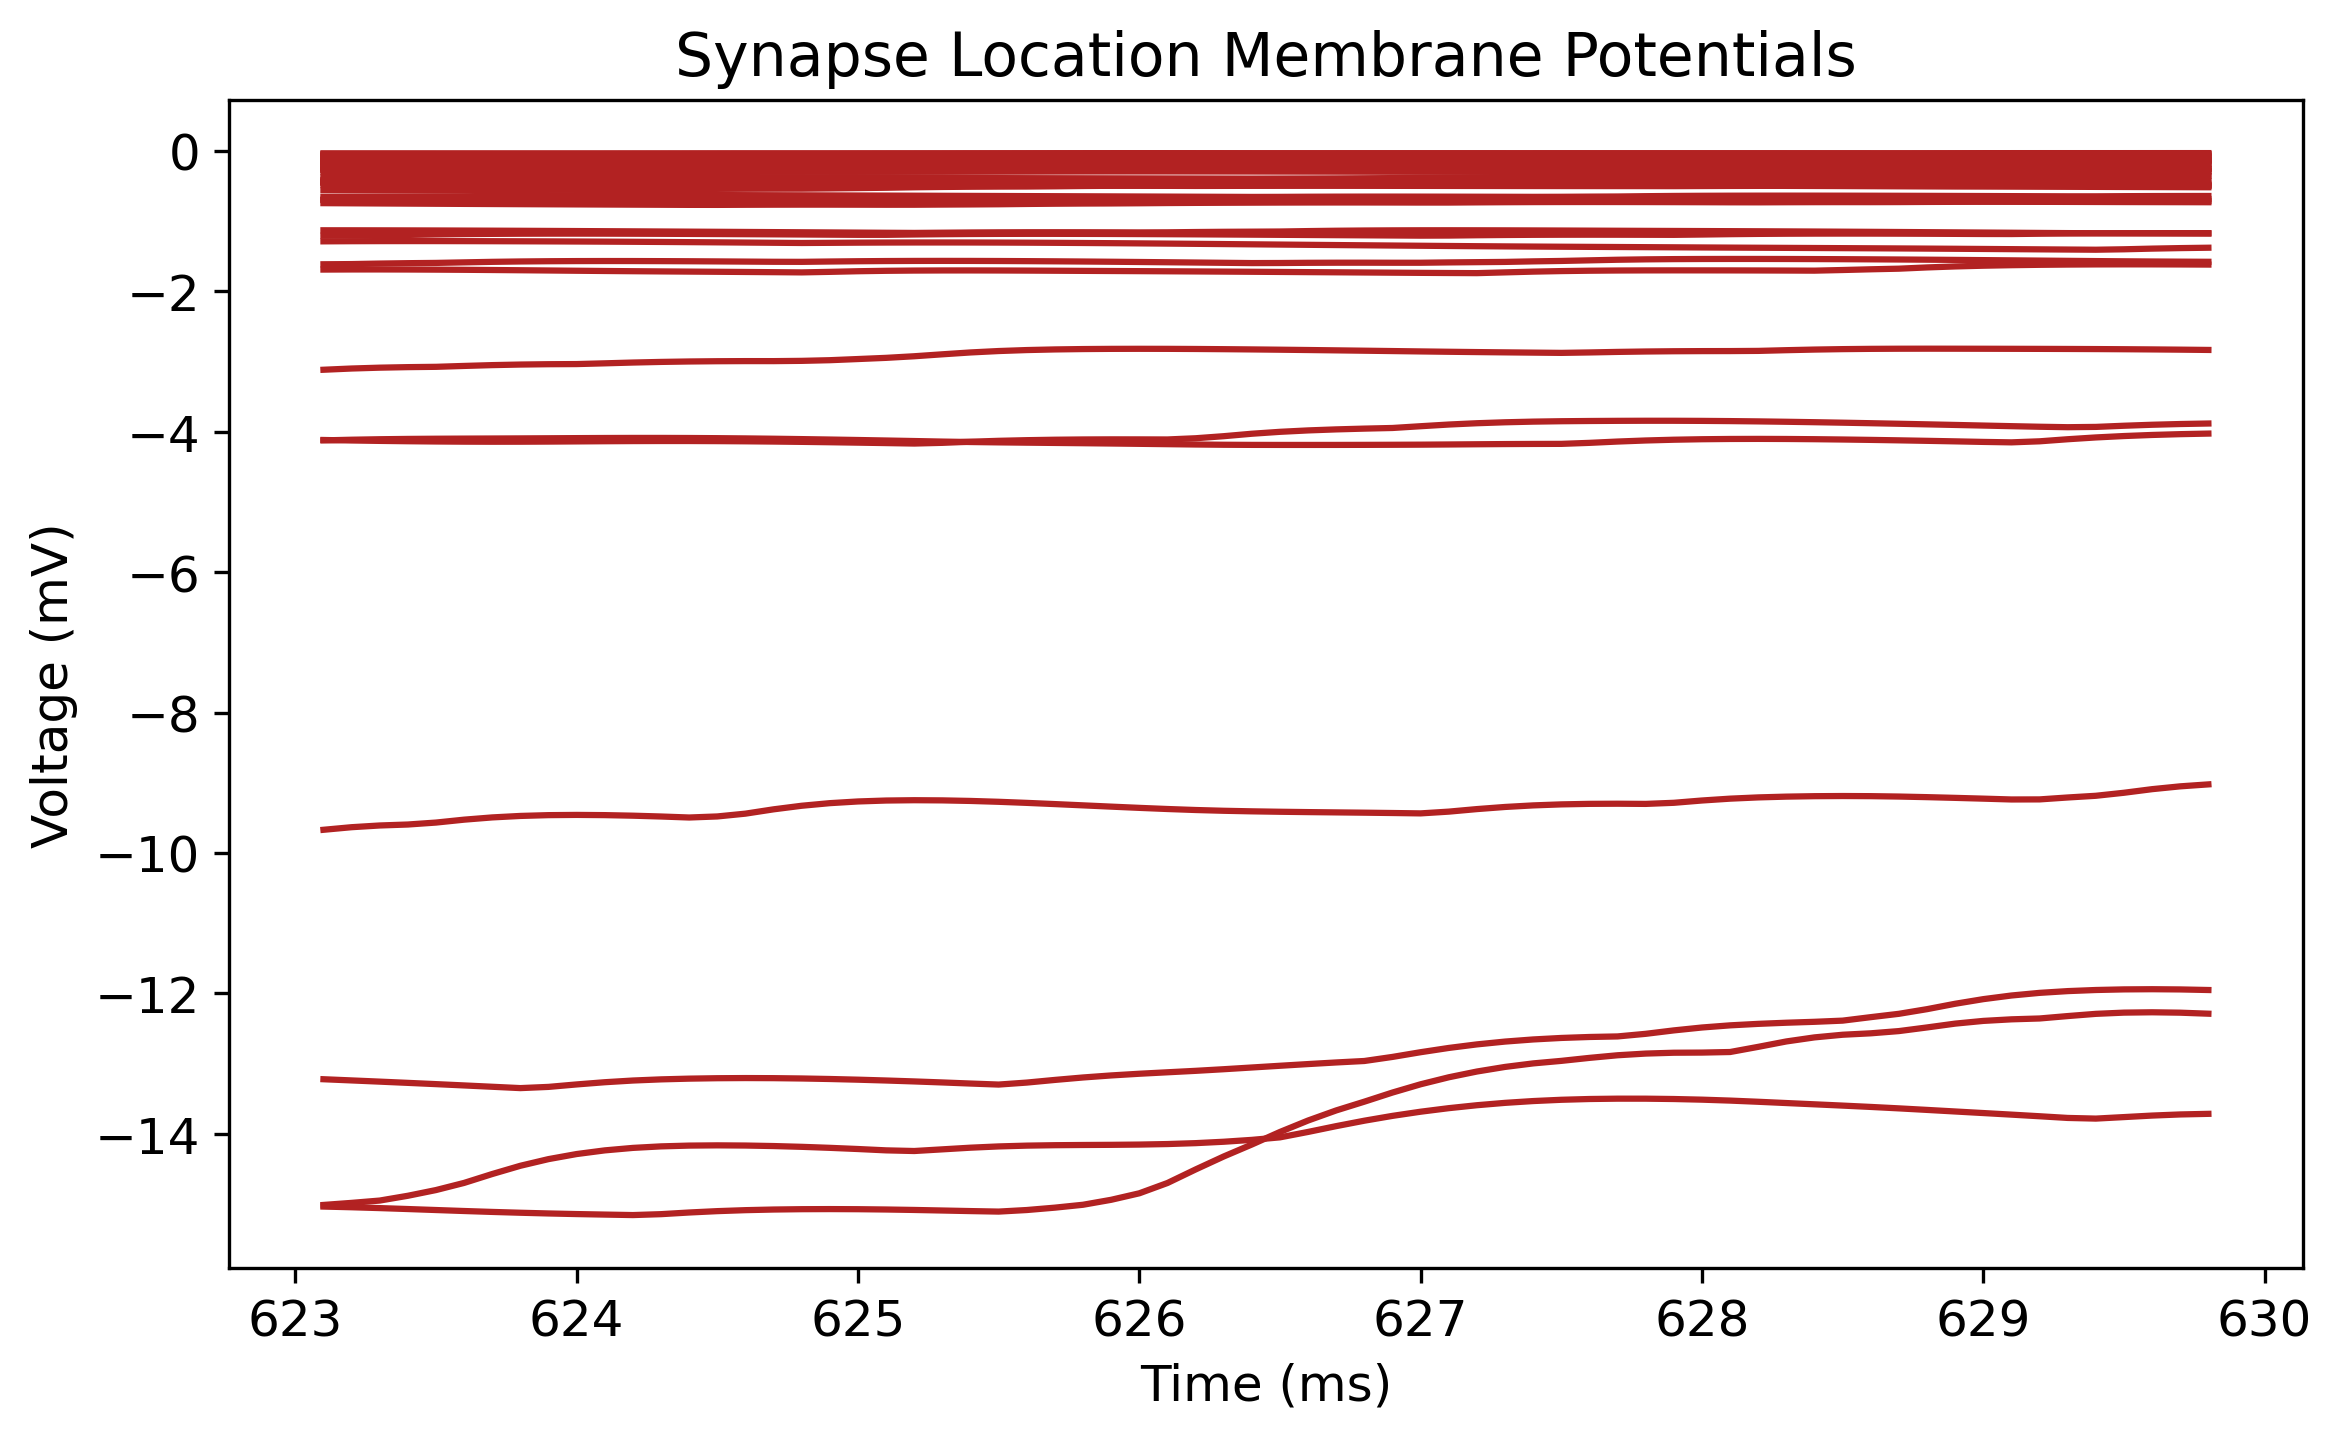 Synapse Location Membrane Potentials
0
−2
−4
−6
−8
−10
−12
−14
Voltage (mV)
623 624 625 626 627 628 629 630
Time (ms)